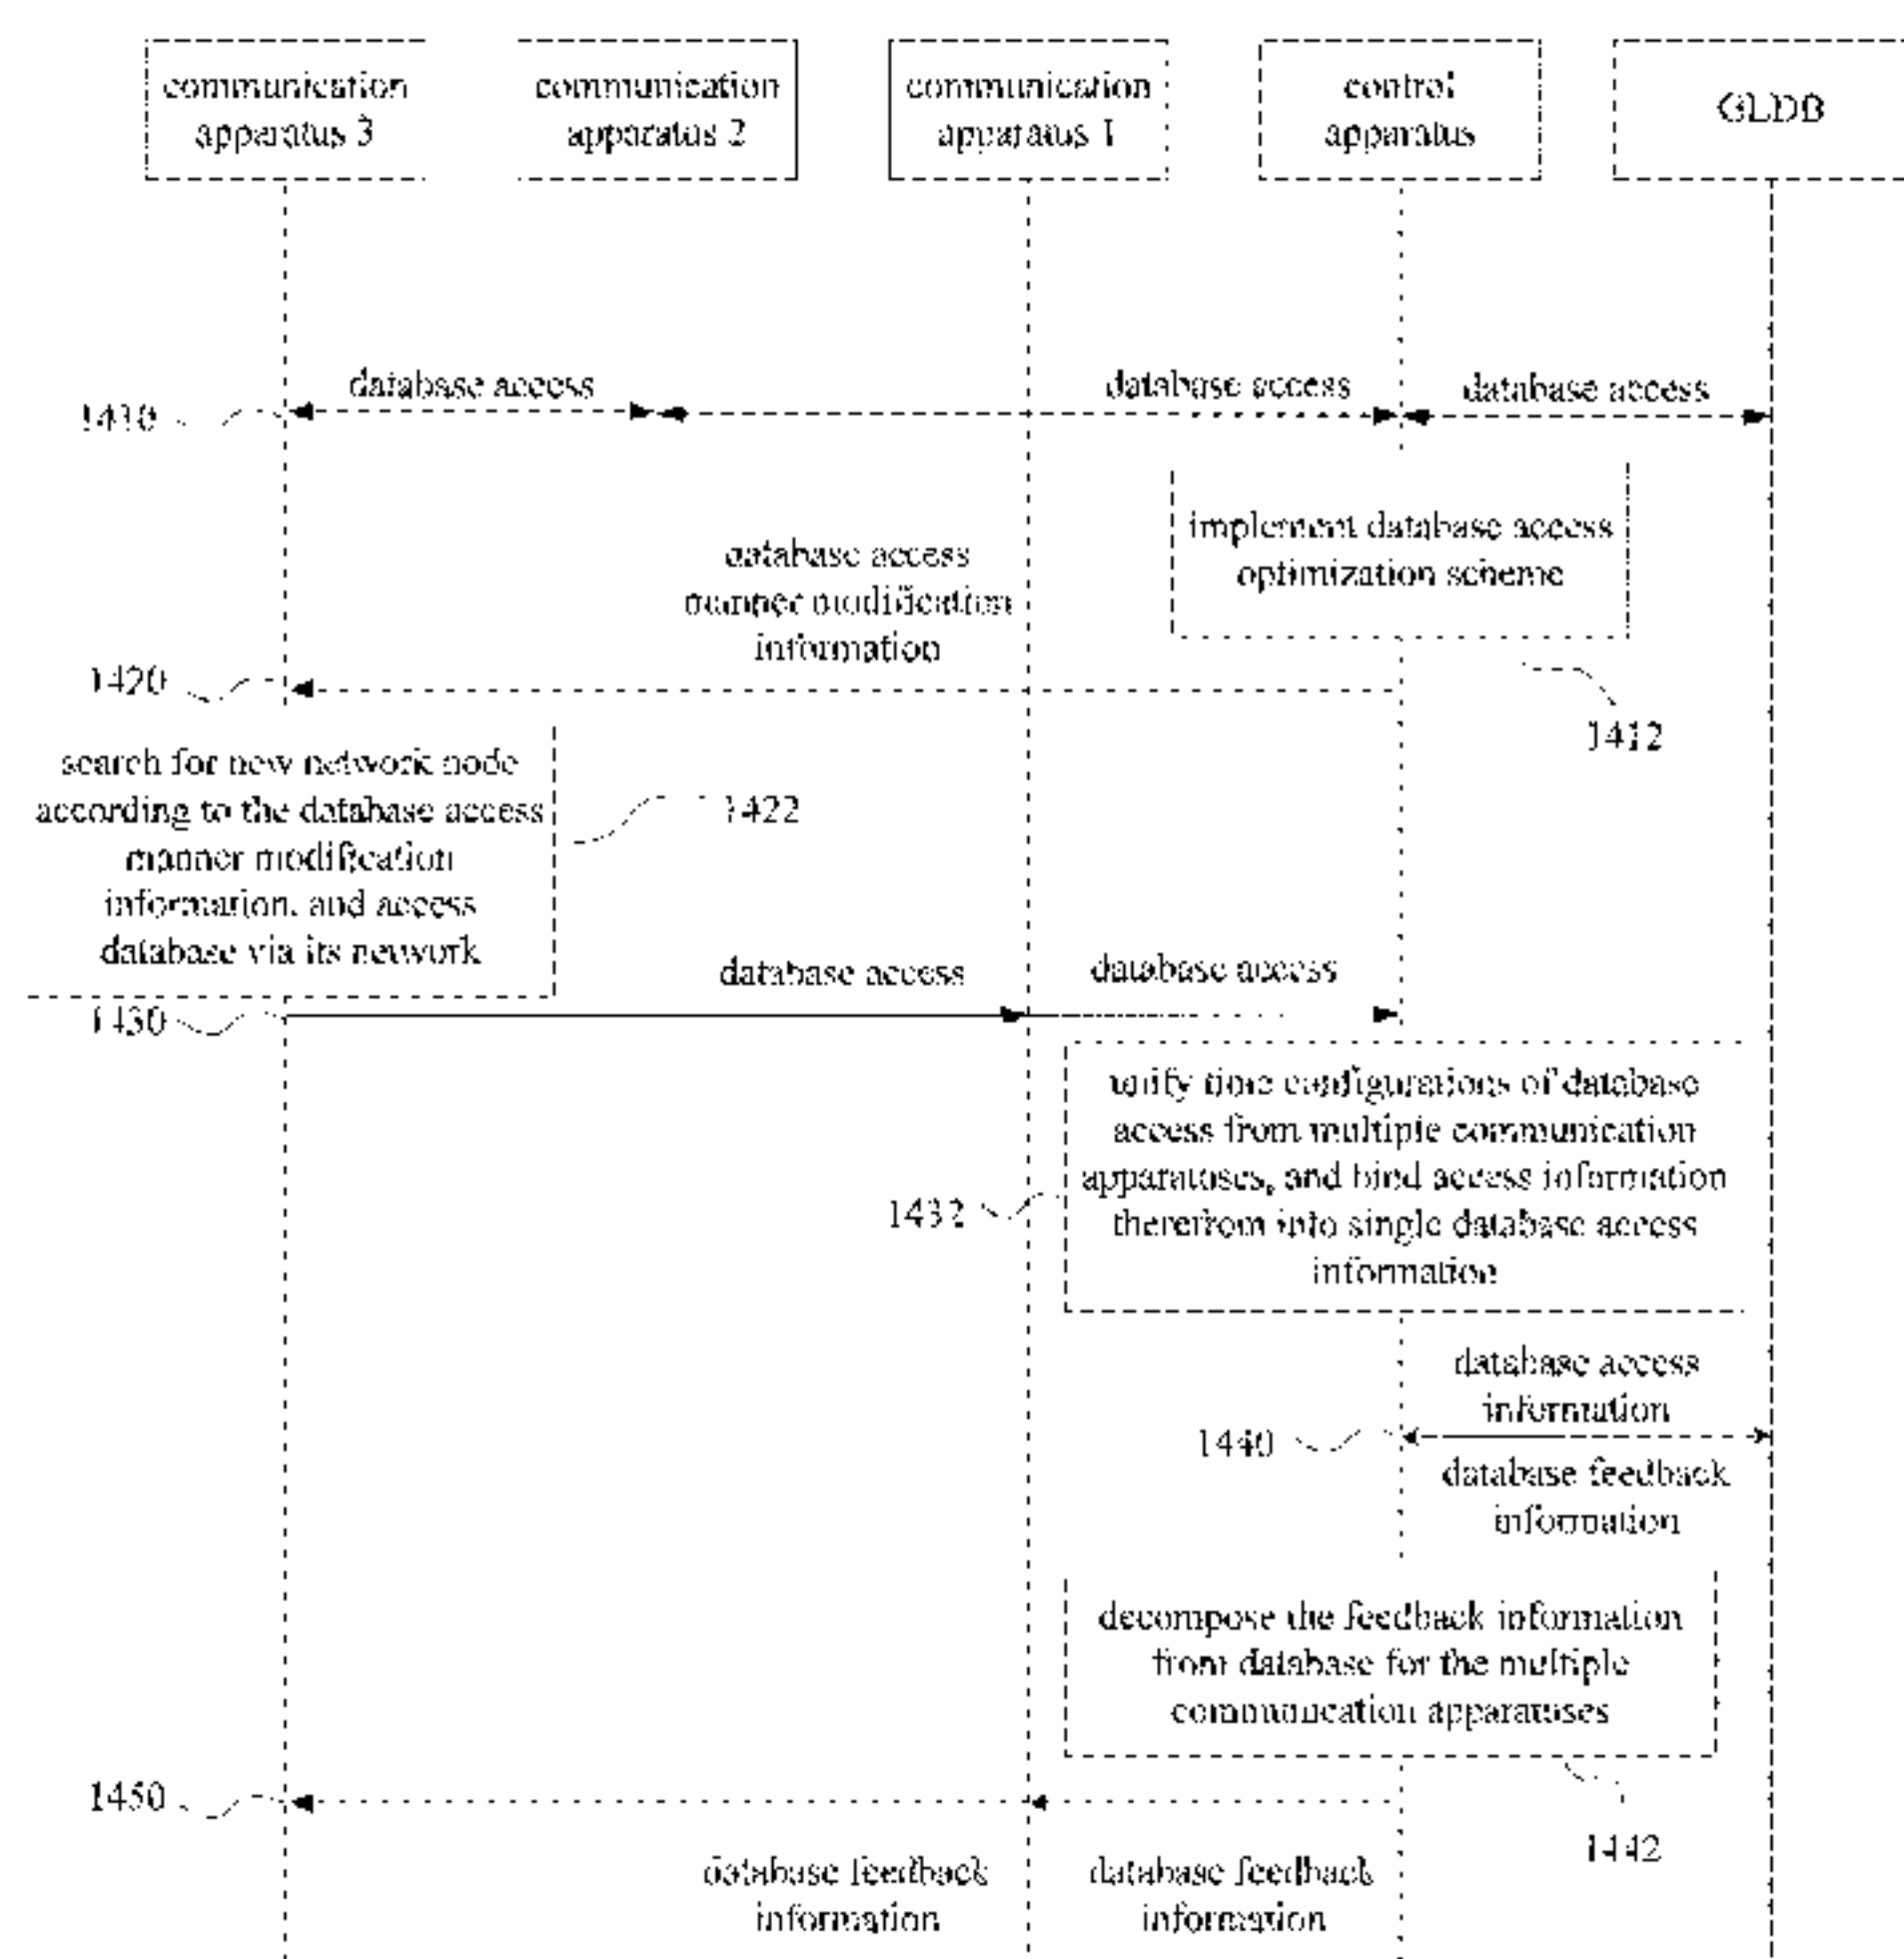 communication
apparatus 3
communication
apparatus 2
communication
apparatus 1
control
apparatus
GLDB
database access
database access
database access
1410
implement database access
optimization scheme
1412
database access
manner modification
information
1420
search for new network node
according to the database access
manner modification
information, and access
database via its network
1422
database access
database access
1430
unify time configurations of database
access from multiple communication
apparatuses, and bind access information
therefrom into single database access
information
1432
database access
information
1440
database feedback
information
decompose the feedback information
from database for the multiple
communication apparatuses
1442
1450
database feedback
information
database feedback
information